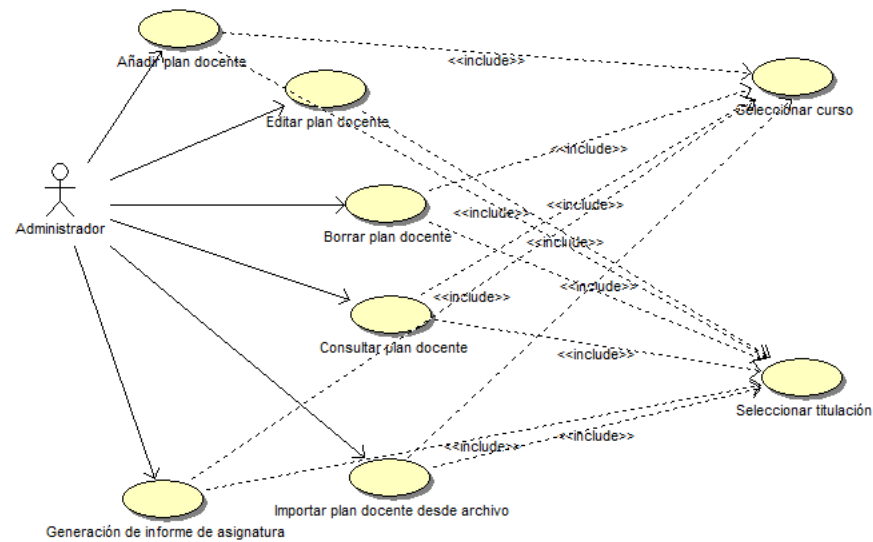 Añadir plan docente
<<include>>
Editar plan docente
Seleccionar curso
<<include>>
Administrador
Borrar plan docente
<<include>>
<<include>>
<<include>>
<<include>>
<<include>>
Consultar plan docente
<<include>>
Seleccionar titulación
<<include>>
<<include>>
Importar plan docente desde archivo
Generación de informe de asignatura